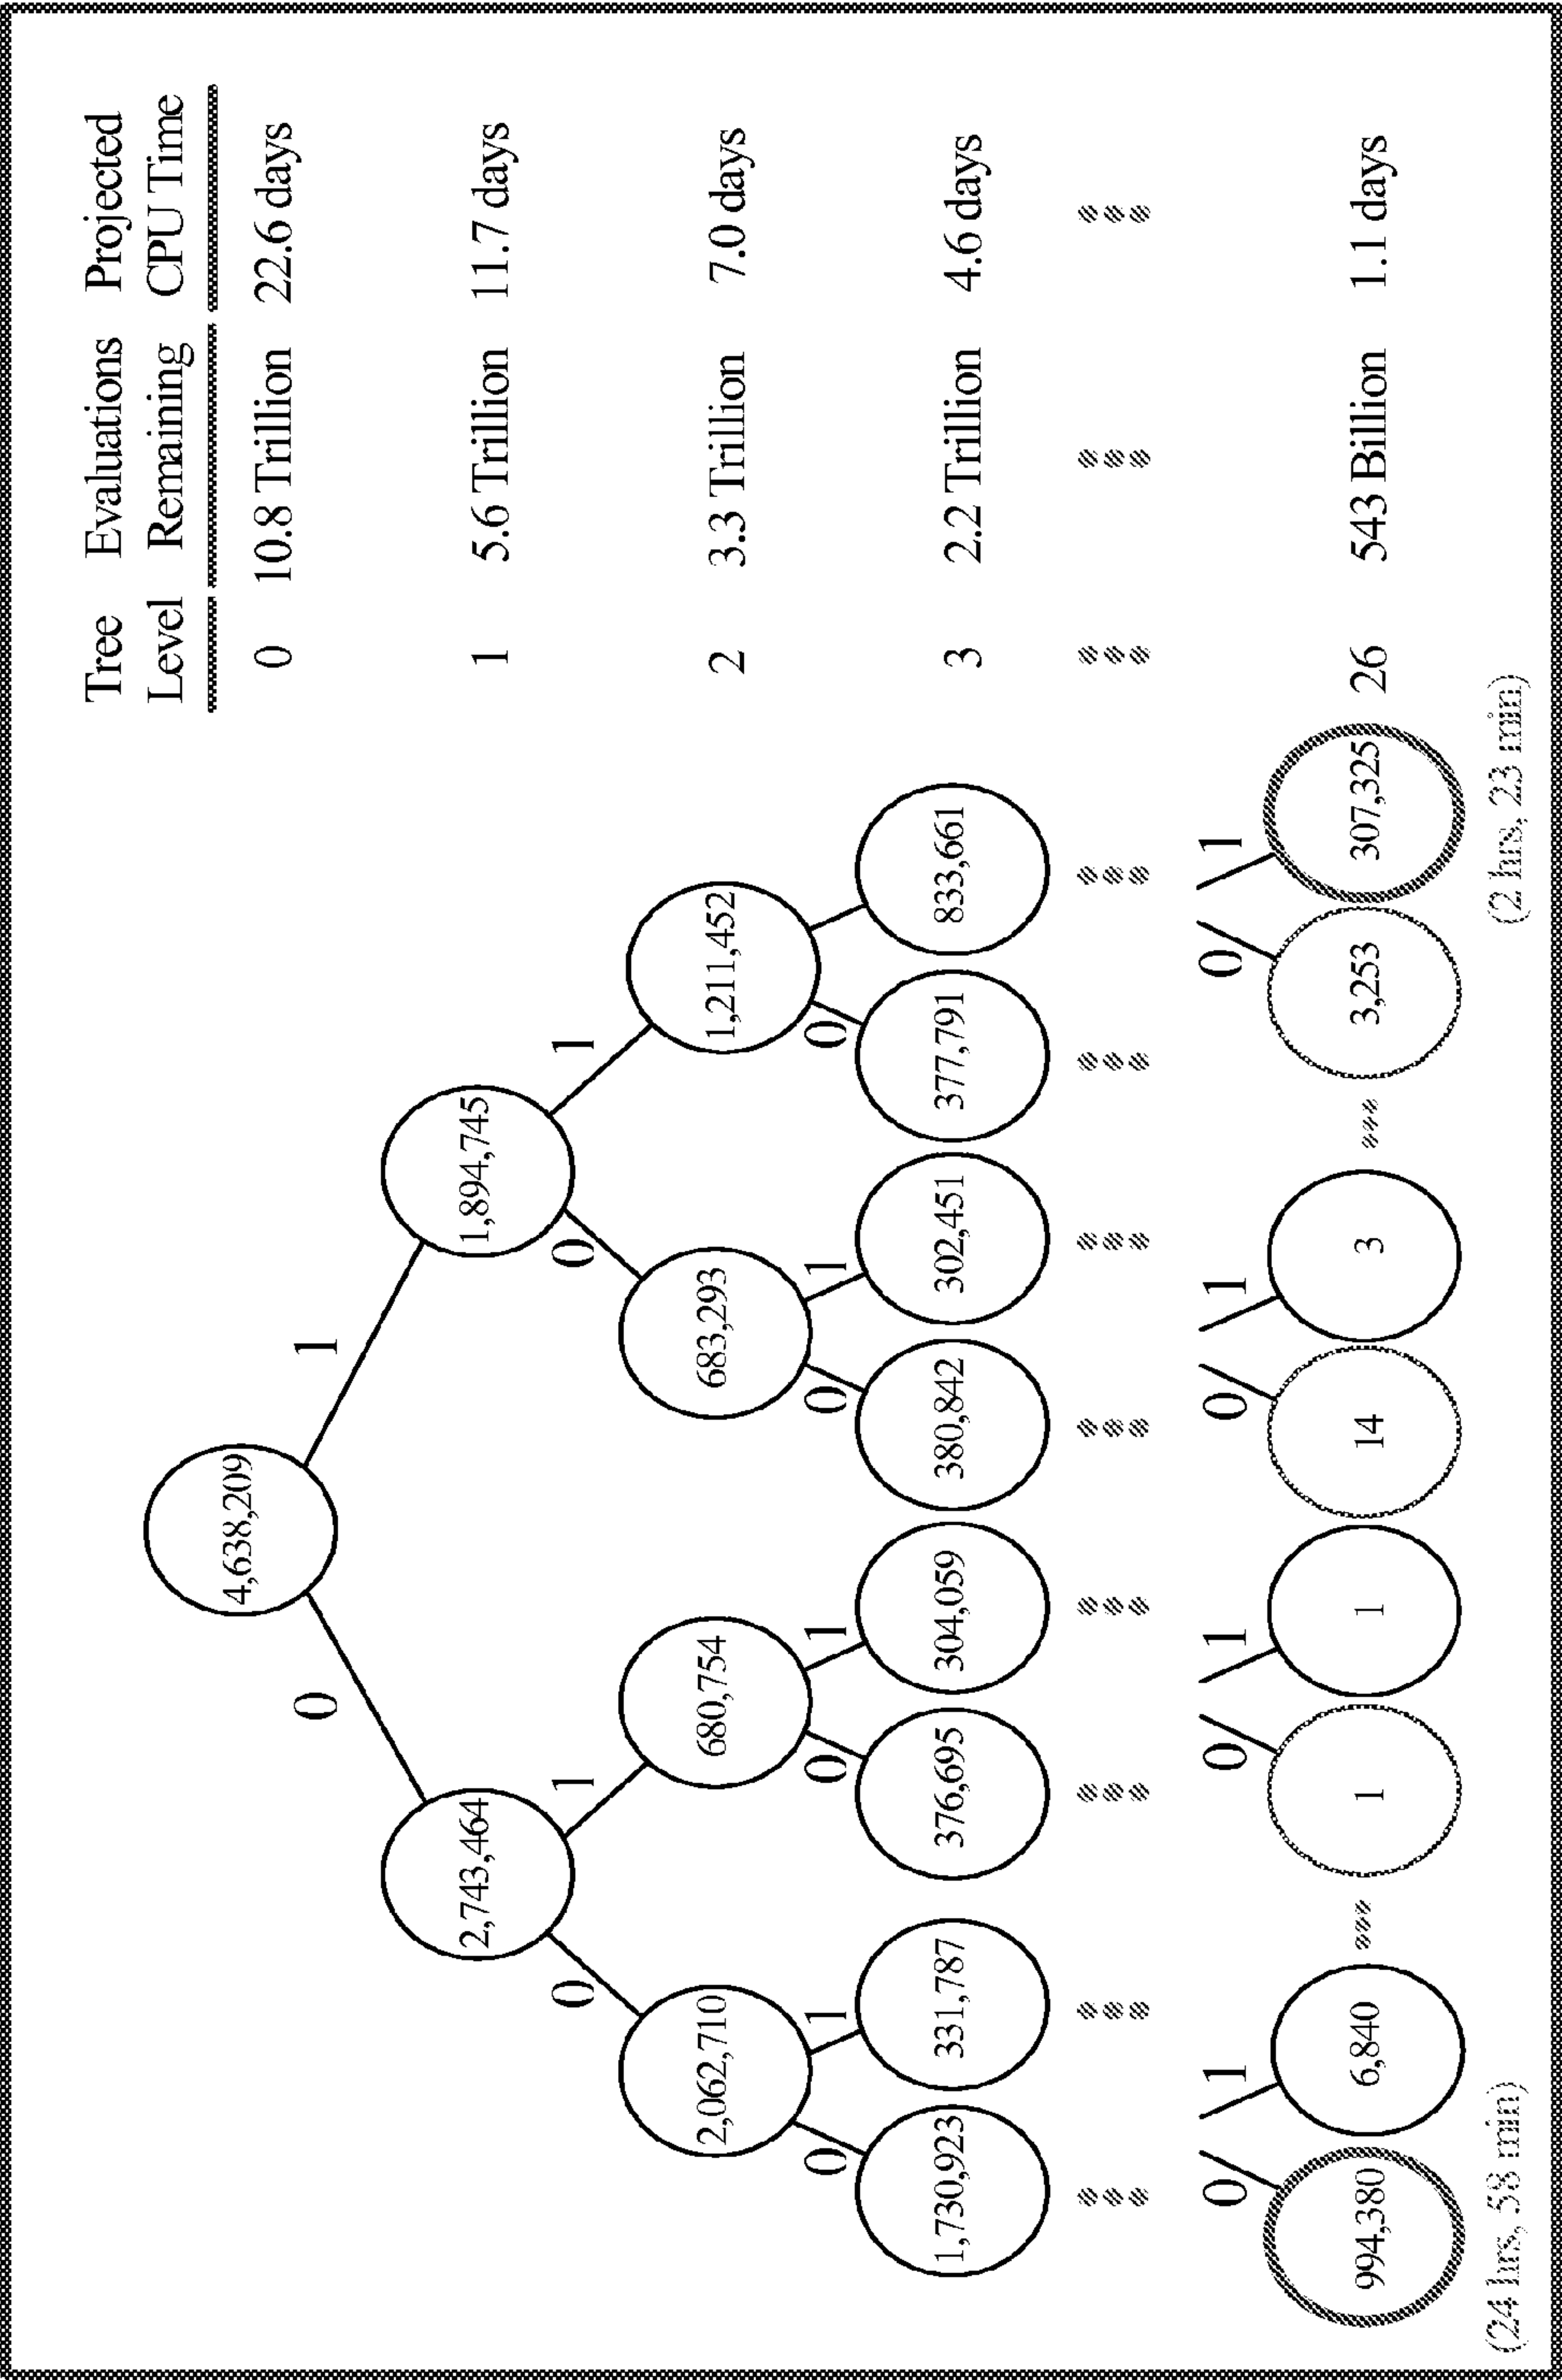 Tree Evaluations Projected
Level Remaining CPU Time
4,638,209
0 10.8 Trillion 22.6 days
0 1
2,743,464 1,894,745
1 5.6 Trillion 11.7 days
0 1 0 1
2,062,710 680,754 683,293 1,211,452
2 3.3 Trillion 7.0 days
0 1 0 1 0 1 0
1,730,923 331,787 376,695 304,059 380,842 302,451 377,791 833,661
3 2.2 Trillion 4.6 days
0 1 0 1 0 1 0 1
994,380 6,840 1 1 14 3 3,253 307,325
26 543 Billion 1.1 days
(24 hrs, 58 min) (2 hrs, 23 min)